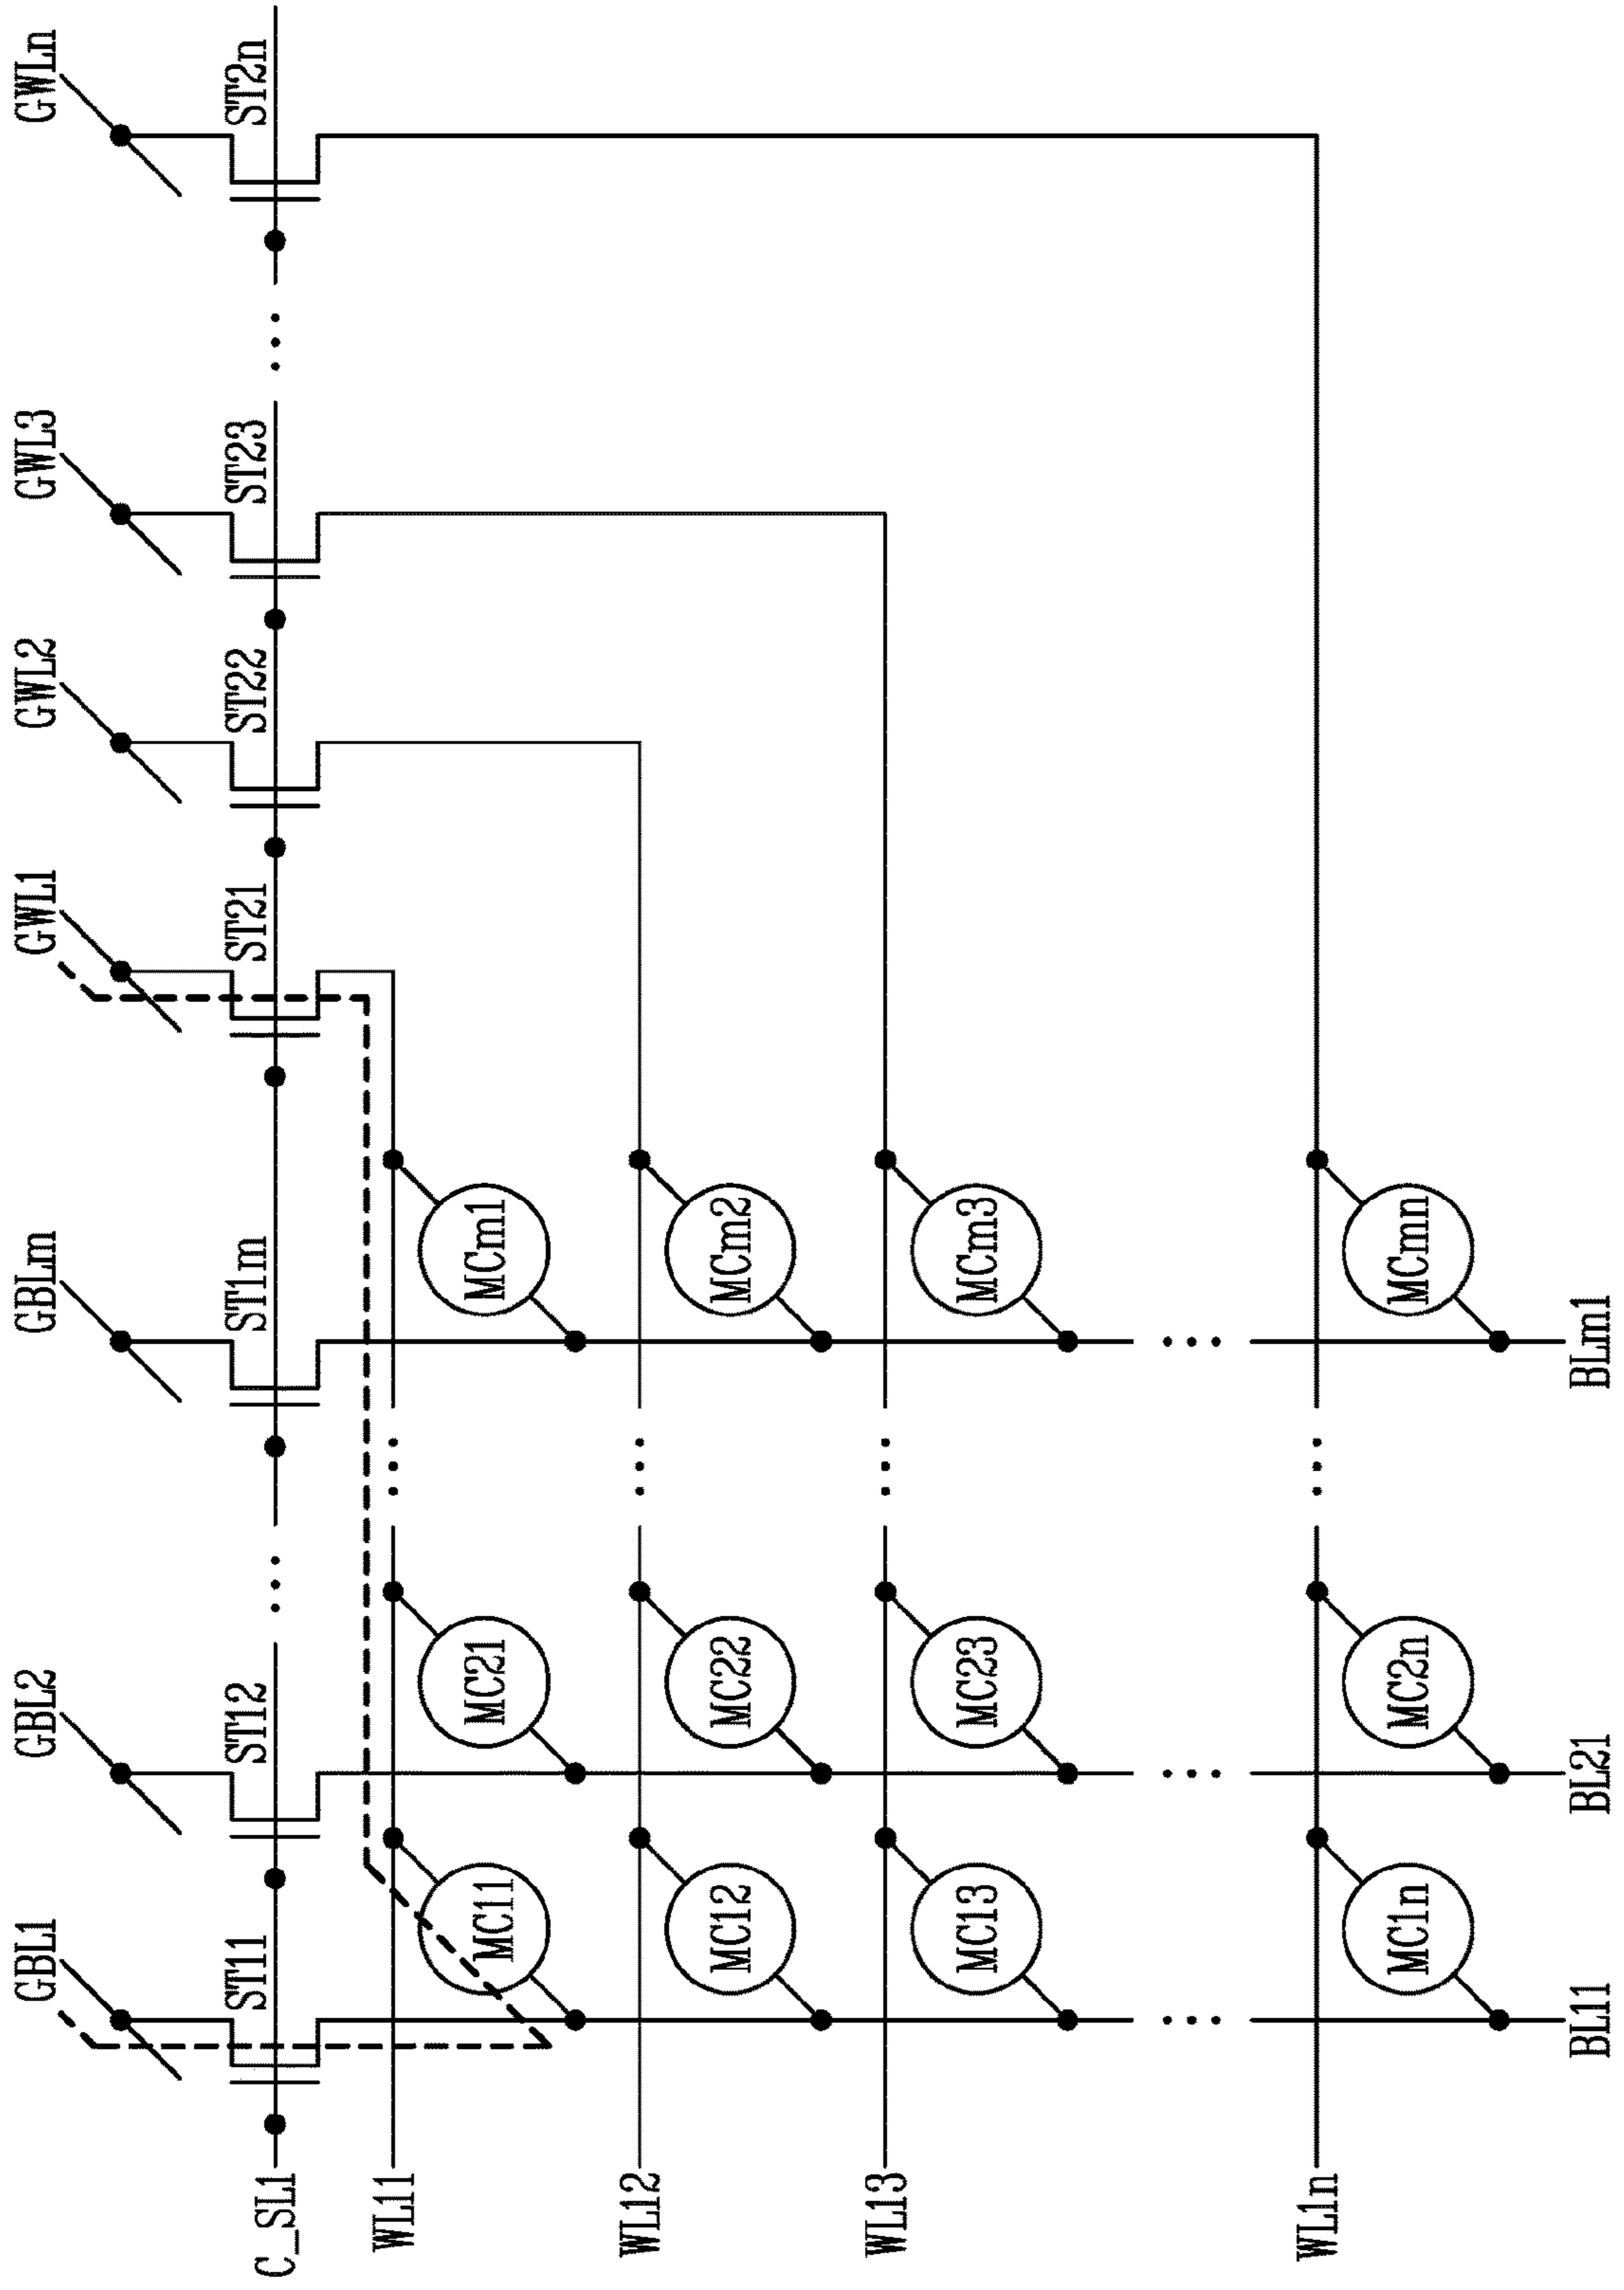 GBL1 GBL2 GBLm GWL1 GWL2 GWL3 GWLn
ST11 ST12 ... ST1m ST21 ST22 ST23 ... ST2n
C_SL1
WL11
MC11 MC21 ... MCm1
WL12
MC12 MC22 ... MCm2
WL13
MC13 MC23 ... MCm3
WL1n
MC1n MC2n ... MCmn
BL11 BL21 BLm1